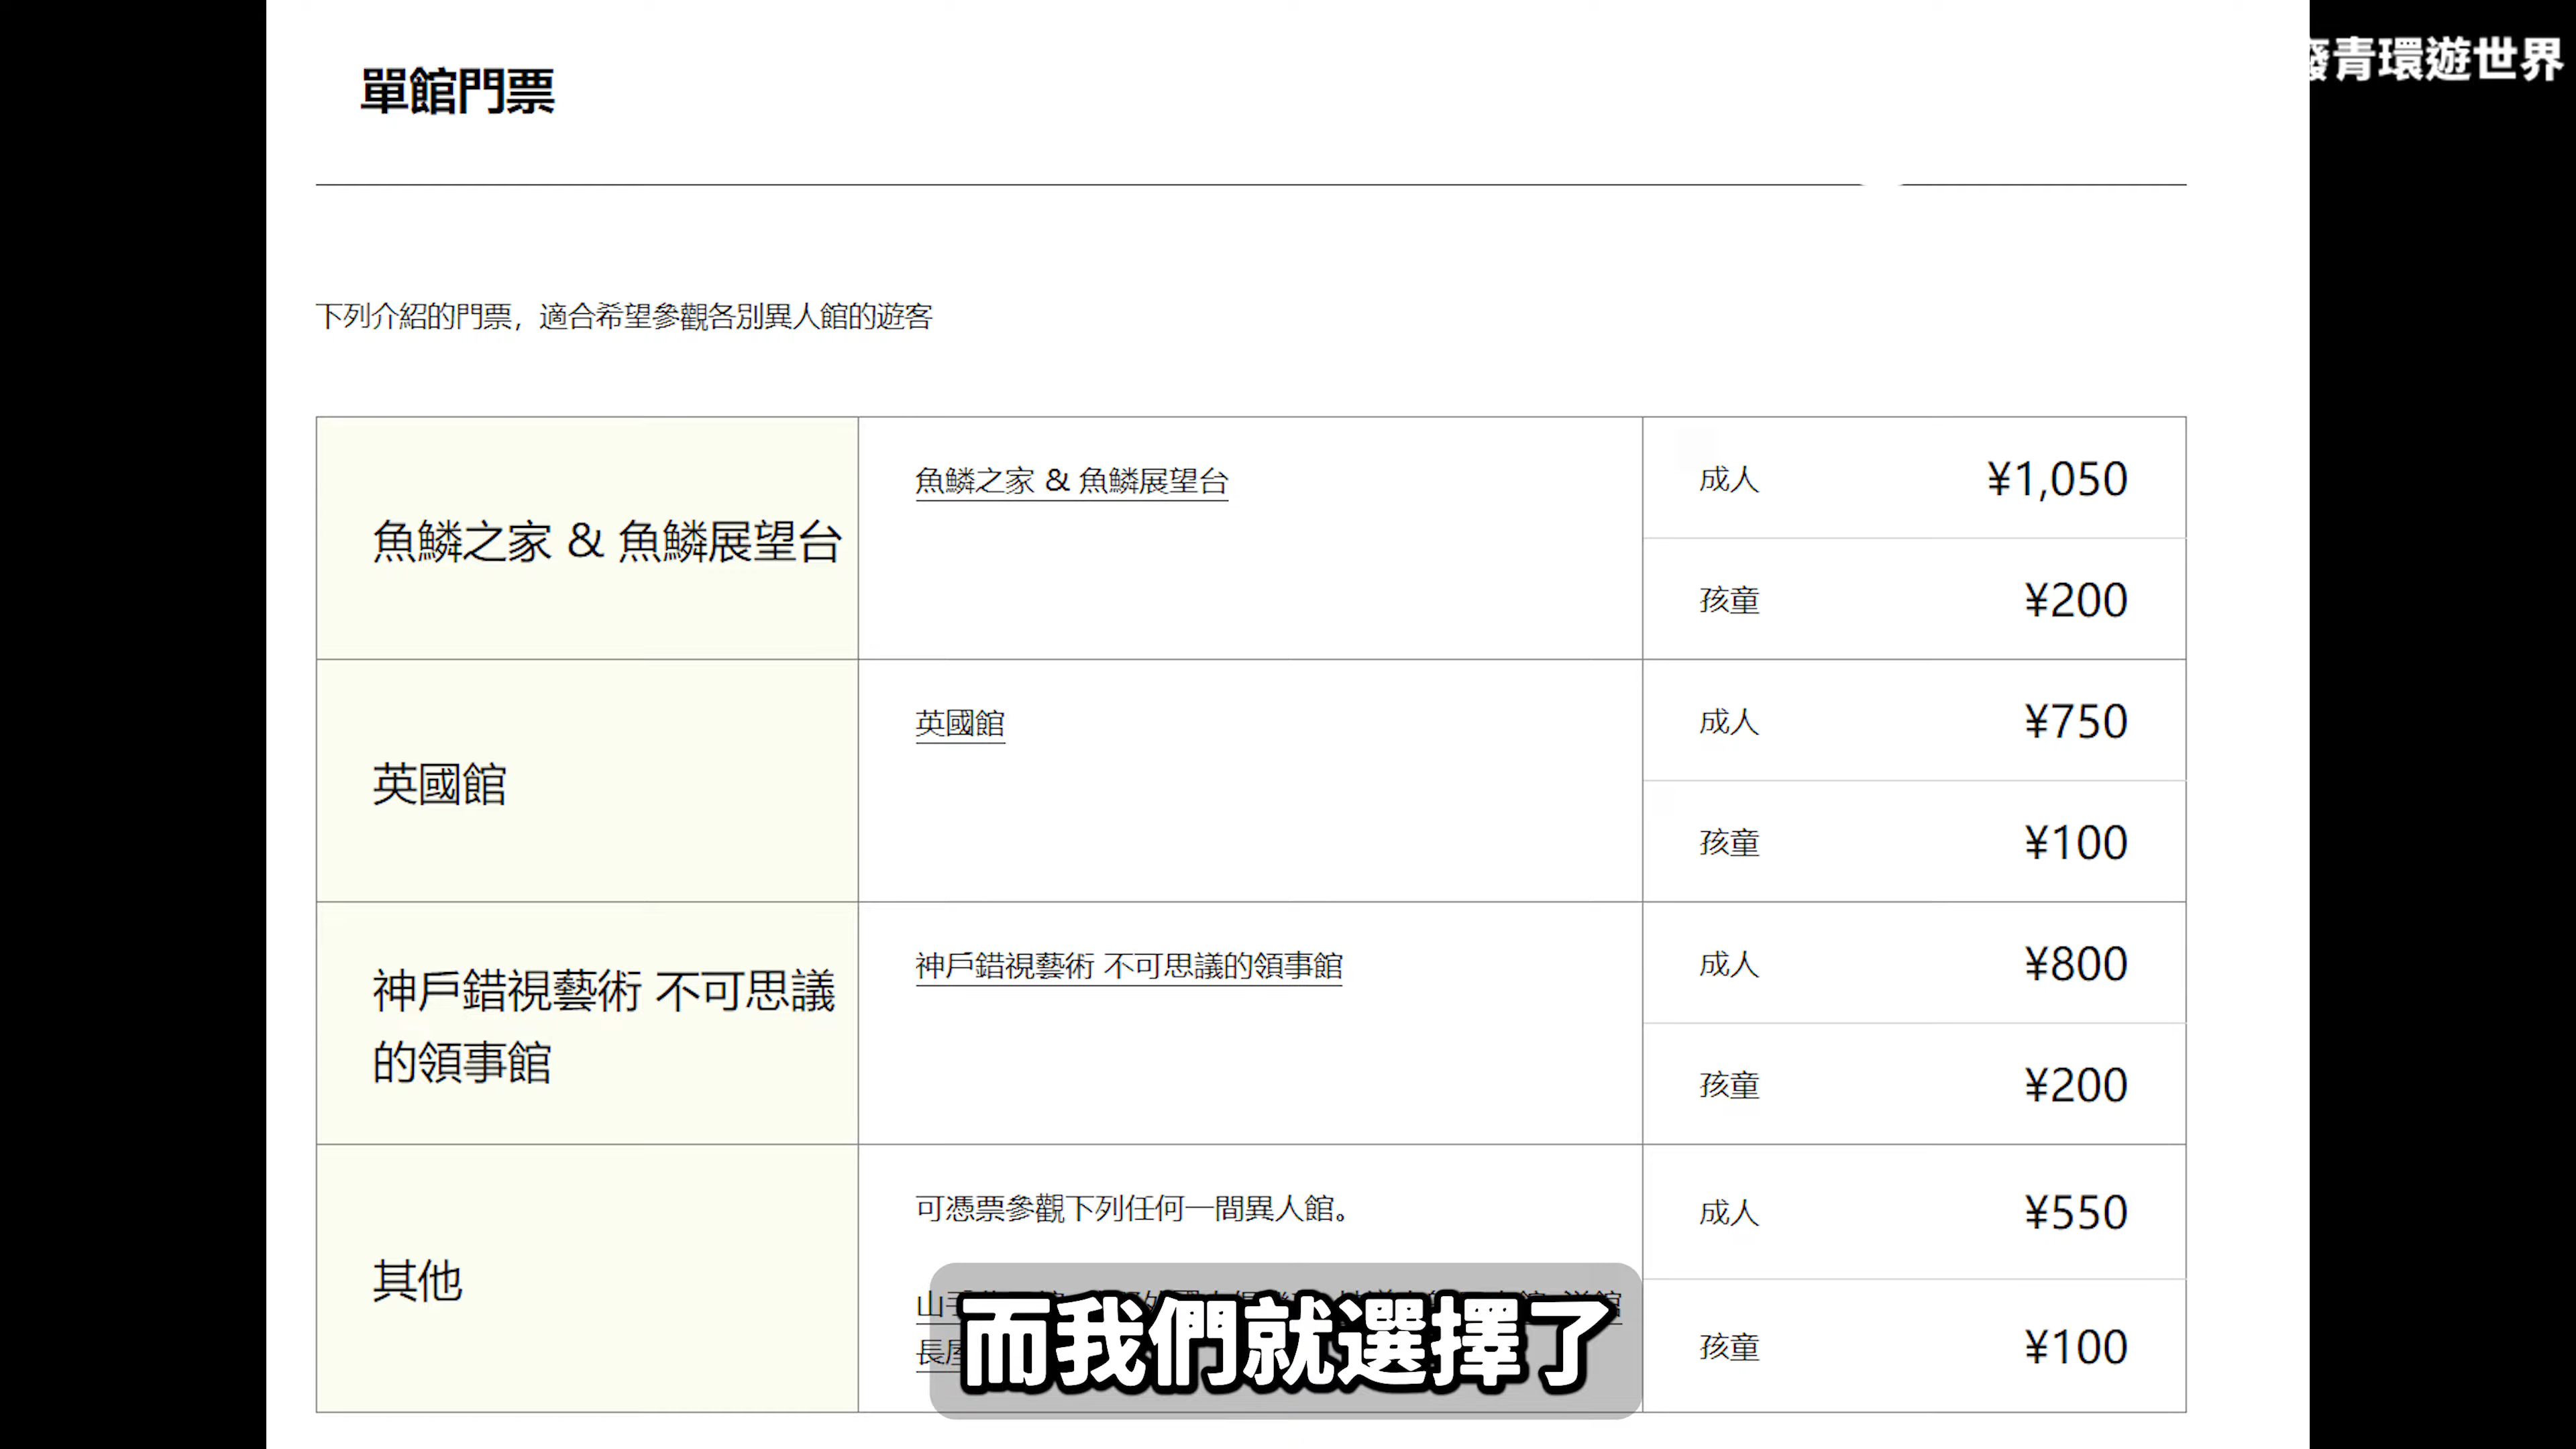 青環遊世界
單館門票
下列介紹的門票，適合希望參觀各別異人館的遊客
魚鱗之家 & 魚鱗展望台
魚鱗之家 & 魚鱗展望台
成人 ¥1,050
孩童 ¥200
英國館
英國館
成人 ¥750
孩童 ¥100
神戶錯視藝術 不可思議
的領事館
神戶錯視藝術 不可思議的領事館
成人 ¥800
孩童 ¥200
其他
可憑票參觀下列任何一間異人館。
成人 ¥550
孩童 ¥100
而我們就選擇了